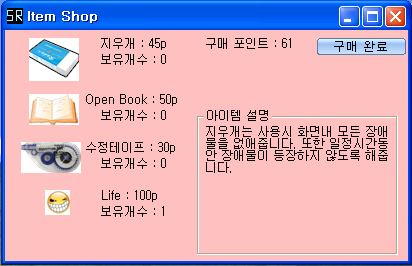 SR Item Shop
지우개 : 45p
보유개수 : 0
구매 포인트 : 61
구매 완료
Open Book : 50p
보유개수 : 0
수정테이프 : 30p
보유개수 : 0
Life : 100p
보유개수 : 1
아이템 설명
지우개는 사용시 화면내 모든 장애
물을 없애줍니다. 또한 일정시간동
안 장애물이 등장하지 않도록 해줍
니다.